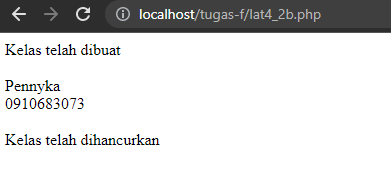 localhost/tugas-f/lat4_2b.php
Kelas telah dibuat
Pennyka
0910683073
Kelas telah dihancurkan